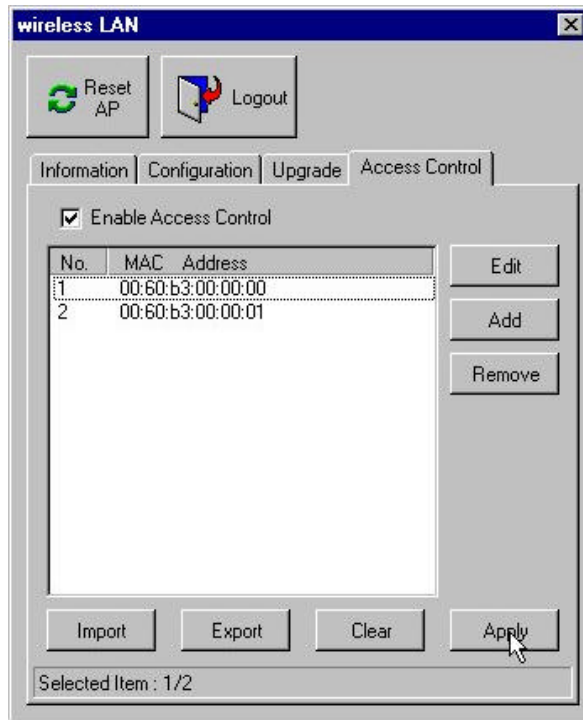 wireless LAN
Reset AP
Logout
Information Configuration Upgrade Access Control
Enable Access Control
No. MAC Address
1 00:60:b3:00:00:00
2 00:60:b3:00:00:01
Edit
Add
Remove
Import Export Clear Apply
Selected Item : 1/2